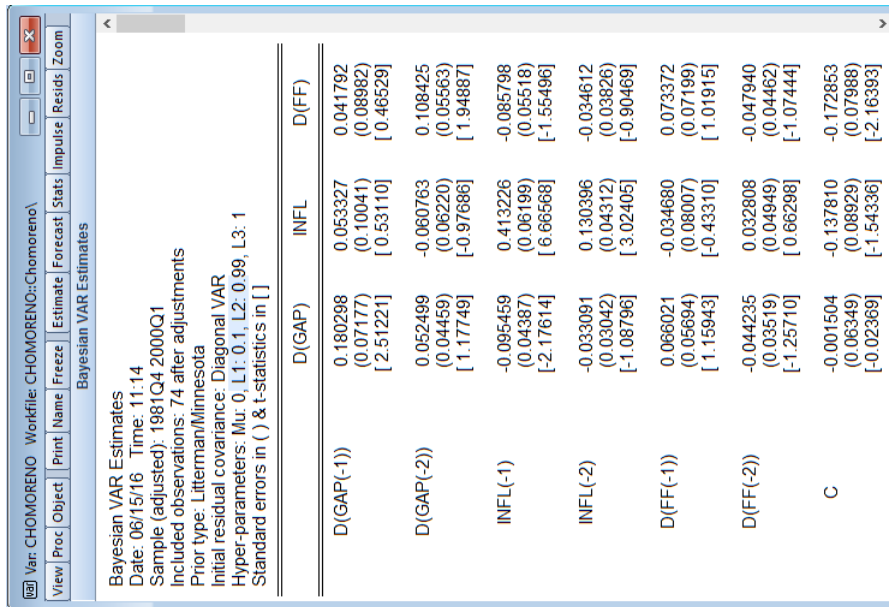 Var: CHOMORENO Workfile: CHOMORENO::Chomoreno\
View Proc Object Print Name Freeze Estimate Forecast Stats Impulse Resids Zoom
Bayesian VAR Estimates
Bayesian VAR Estimates
Date: 06/15/16 Time: 11:14
Sample (adjusted): 1981Q4 2000Q1
Included observations: 74 after adjustments
Prior type: Litterman/Minnesota
Initial residual covariance: Diagonal VAR
Hyper-parameters: Mu: 0, L1: 0.1, L2: 0.99, L3: 1
Standard errors in ( ) & t-statistics in [ ]
D(GAP) INFL D(FF)
D(GAP(-1)) 0.180298 0.053327 0.041792
(0.07177) (0.10041) (0.08982)
[ 2.51221] [ 0.53110] [ 0.46529]
D(GAP(-2)) 0.052499 -0.060763 0.108425
(0.04459) (0.06220) (0.05563)
[ 1.17749] [-0.97686] [ 1.94887]
INFL(-1) -0.095459 0.413226 -0.085798
(0.04387) (0.06199) (0.05518)
[-2.17614] [ 6.66568] [-1.55496]
INFL(-2) -0.033091 0.130396 -0.034612
(0.03042) (0.04312) (0.03826)
[-1.08796] [ 3.02405] [-0.90469]
D(FF(-1)) 0.066021 -0.034680 0.073372
(0.05694) (0.08007) (0.07199)
[ 1.15943] [-0.43310] [ 1.01915]
D(FF(-2)) -0.044235 0.032808 -0.047940
(0.03519) (0.04949) (0.04462)
[-1.25710] [ 0.66298] [-1.07444]
C -0.001504 -0.137810 -0.172853
(0.06349) (0.08929) (0.07988)
[-0.02369] [-1.54336] [-2.16393]